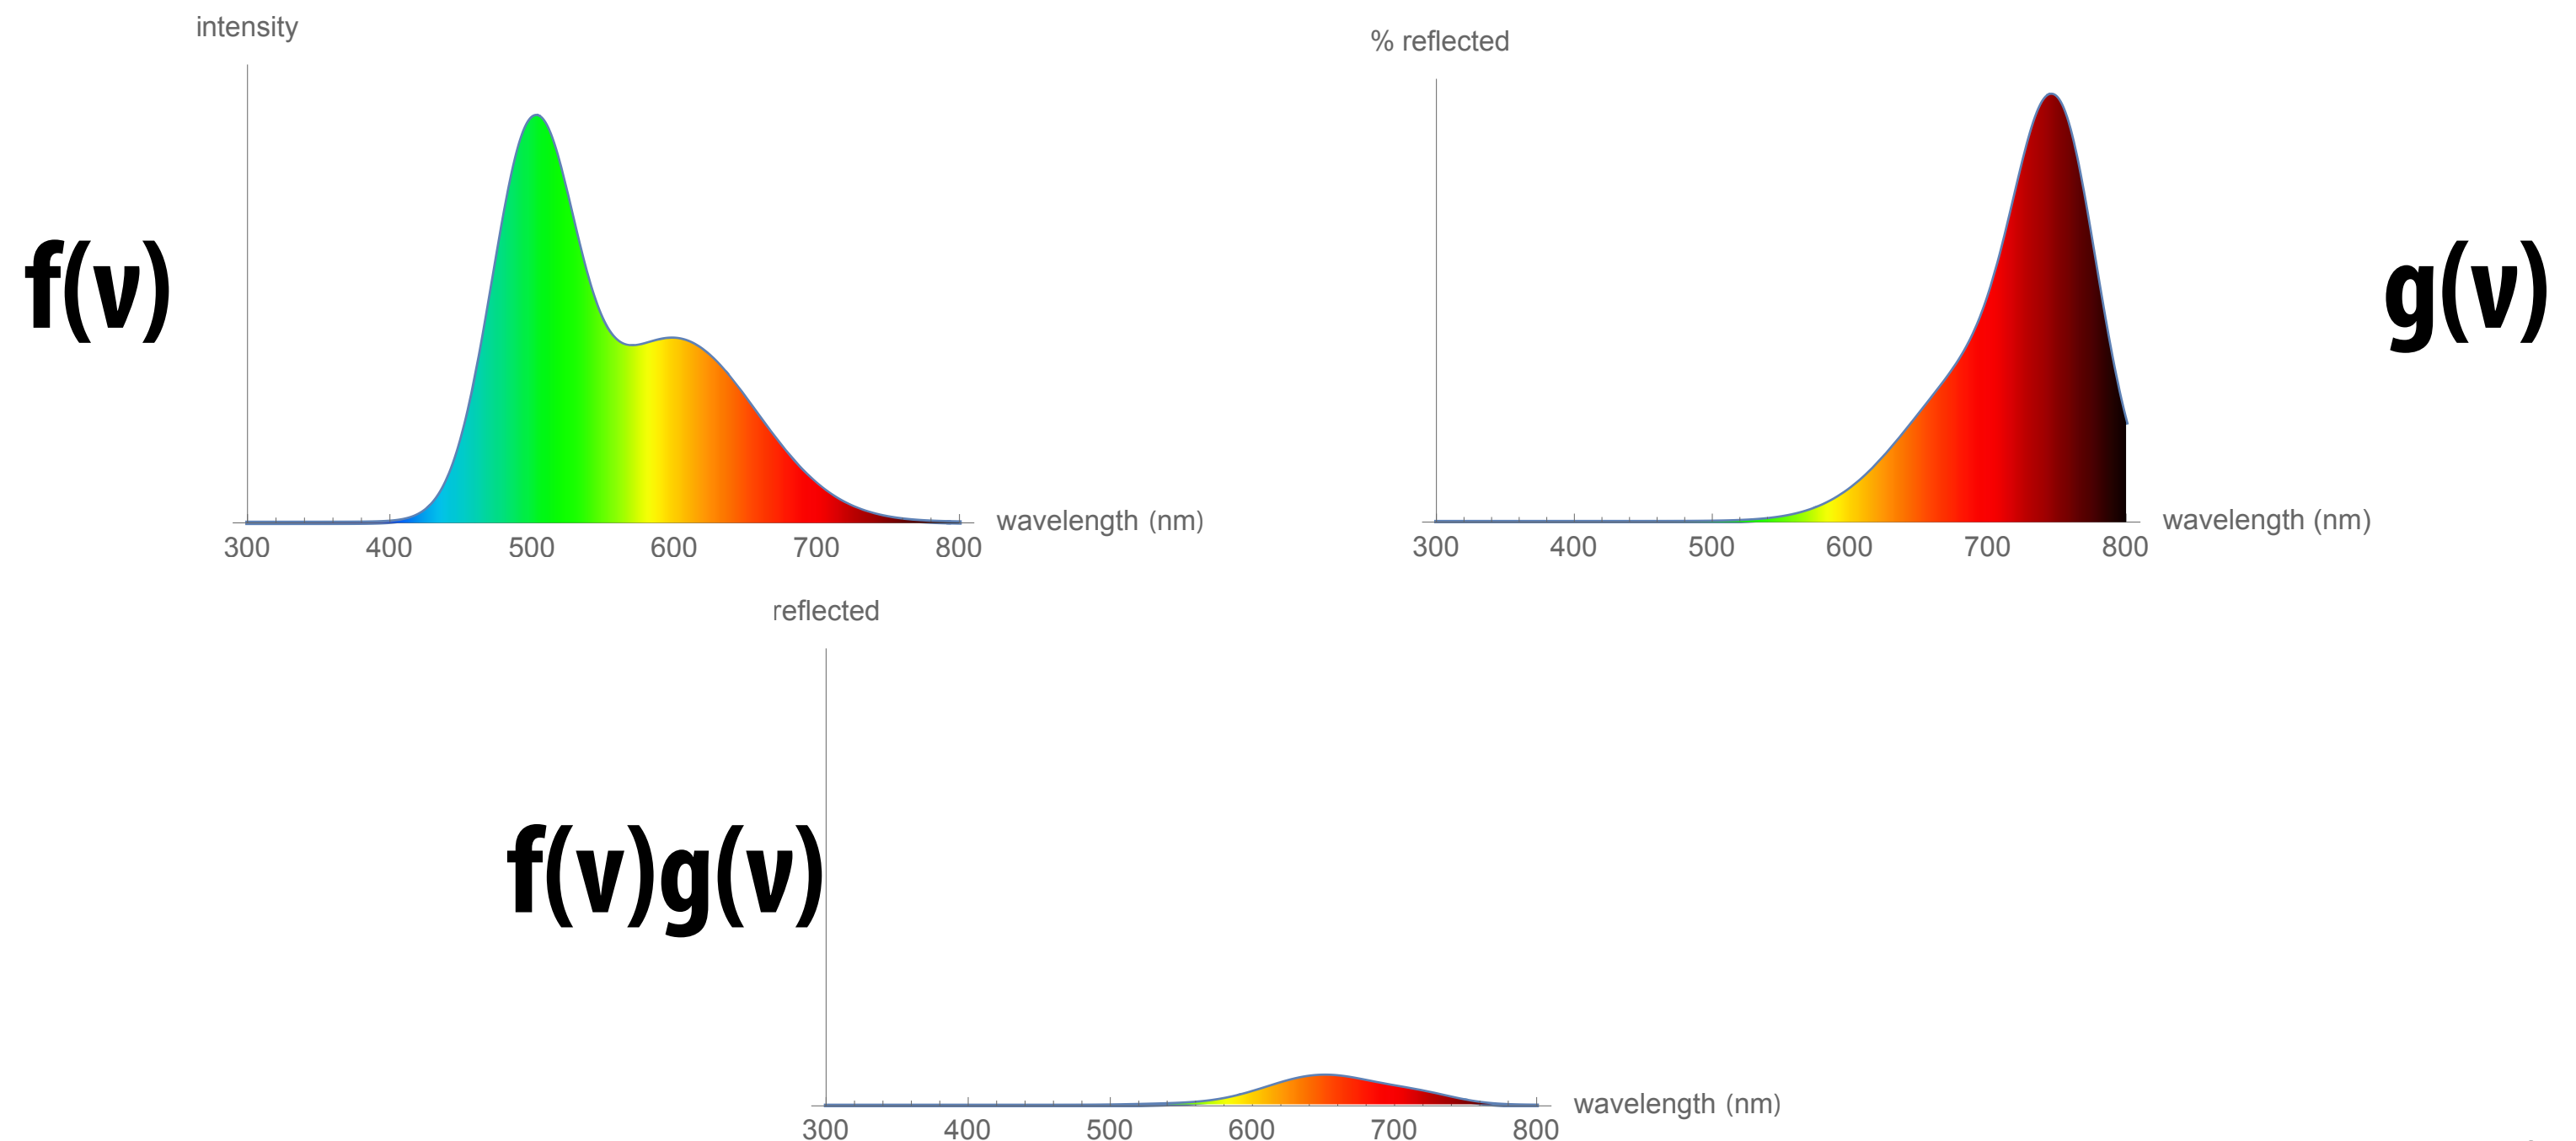 intensity
f(ν)
wavelength (nm)
300 400 500 600 700 800
% reflected
g(ν)
wavelength (nm)
300 400 500 600 700 800
reflected
f(ν)g(ν)
wavelength (nm)
300 400 500 600 700 800